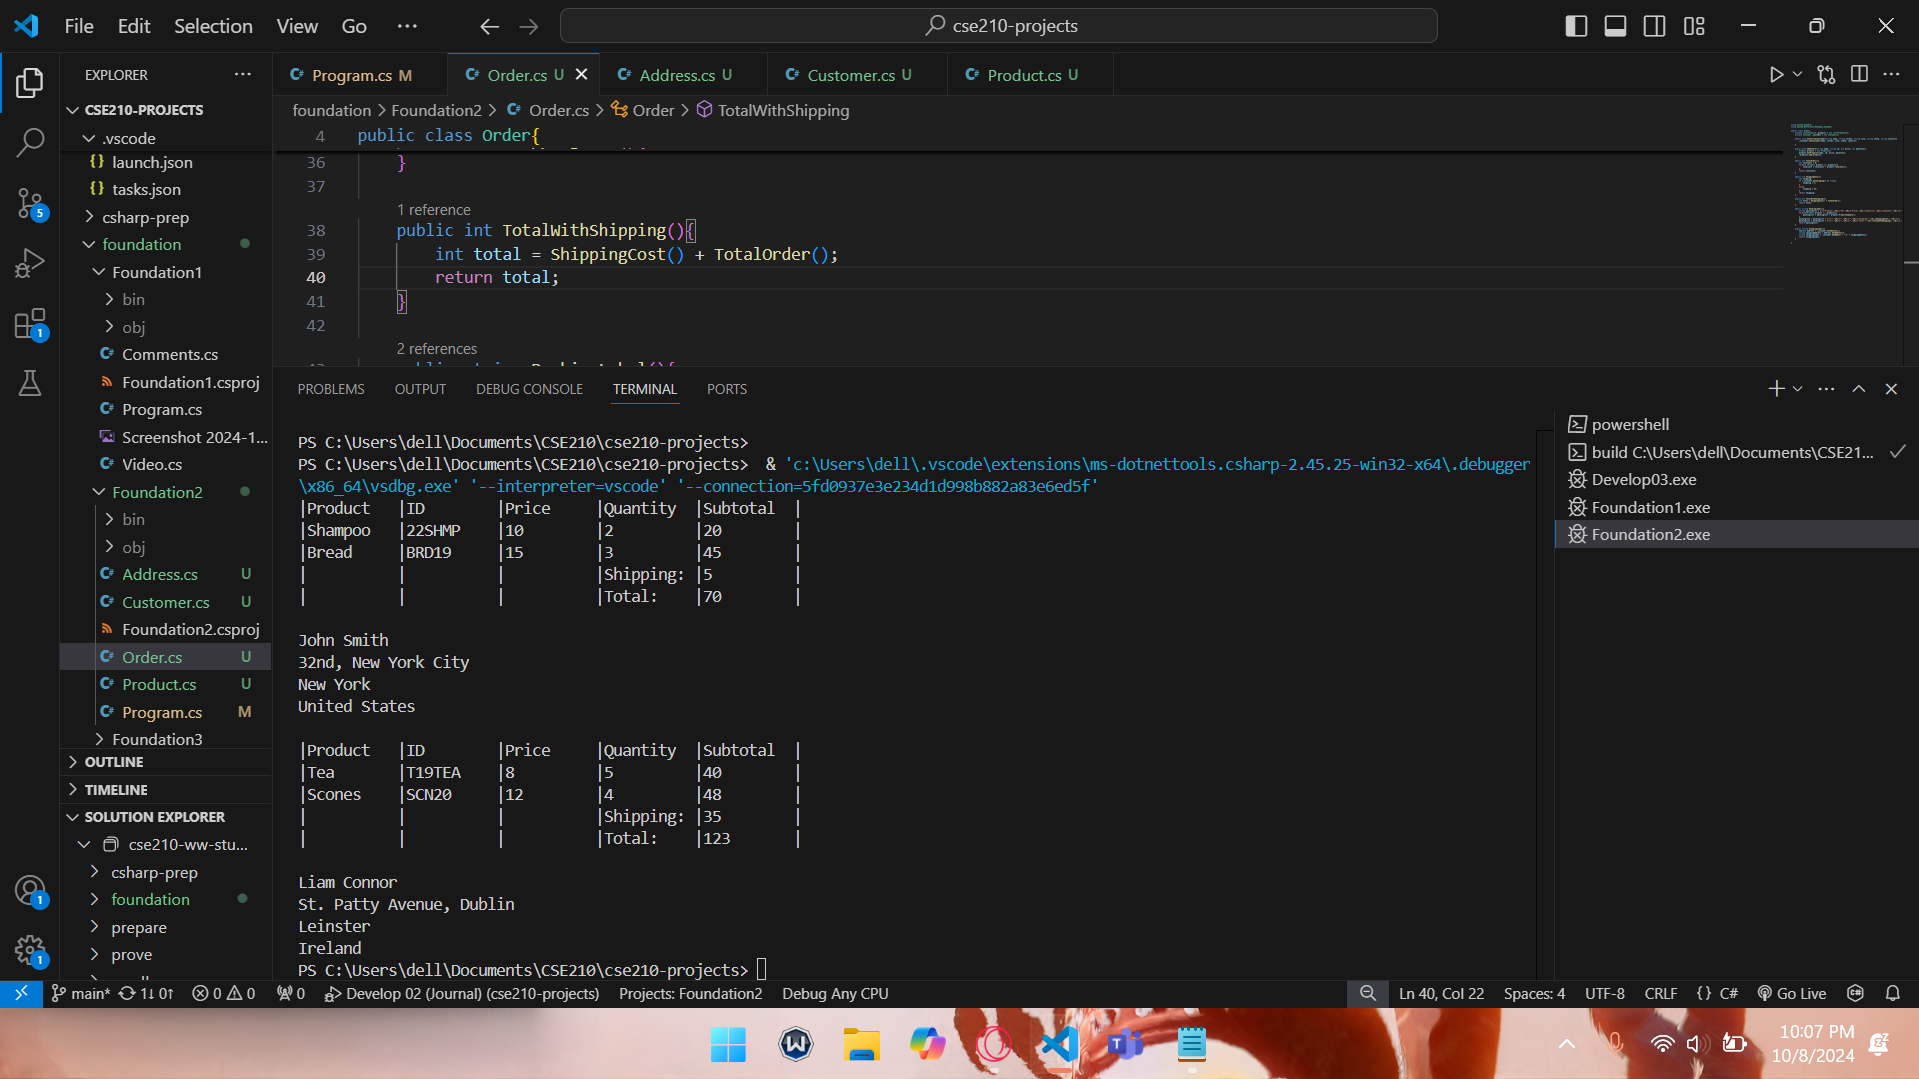 File Edit Selection View Go ···
cse210-projects
EXPLORER ···
CSE210-PROJECTS
.vscode
launch.json
tasks.json
csharp-prep
foundation
Foundation1
bin
obj
Comments.cs
Foundation1.csproj
Program.cs
Screenshot 2024-1...
Video.cs
Foundation2
bin
obj
Address.cs U
Customer.cs U
Foundation2.csproj
Order.cs U
Product.cs U
Program.cs M
Foundation3
OUTLINE
TIMELINE
SOLUTION EXPLORER
cse210-ww-stu...
csharp-prep
foundation
prepare
prove
5
1
1
1
Program.cs M
Order.cs U
Address.cs U
Customer.cs U
Product.cs U
foundation > Foundation2 > Order.cs > Order > TotalWithShipping
4 public class Order{
36 }
37
1 reference
38 public int TotalWithShipping(){
39 int total = ShippingCost() + TotalOrder();
40 return total;
41 }
42
2 references
PROBLEMS OUTPUT DEBUG CONSOLE TERMINAL PORTS
PS C:\Users\dell\Documents\CSE210\cse210-projects>
PS C:\Users\dell\Documents\CSE210\cse210-projects> & 'c:\Users\dell\.vscode\extensions\ms-dotnettools.csharp-2.45.25-win32-x64\.debugger
\x86_64\vsdbg.exe' '--interpreter=vscode' '--connection=5fd0937e3e234d1d998b882a83e6ed5f'
|Product |ID |Price |Quantity |Subtotal |
|Shampoo |22SHMP |10 |2 |20 |
|Bread |BRD19 |15 |3 |45 |
| | | |Shipping: |5 |
| | | |Total: |70 |
John Smith
32nd, New York City
New York
United States
|Product |ID |Price |Quantity |Subtotal |
|Tea |T19TEA |8 |5 |40 |
|Scones |SCN20 |12 |4 |48 |
| | | |Shipping: |35 |
| | | |Total: |123 |
Liam Connor
St. Patty Avenue, Dublin
Leinster
Ireland
PS C:\Users\dell\Documents\CSE210\cse210-projects>
powershell
build C:\Users\dell\Documents\CSE21...
Develop03.exe
Foundation1.exe
Foundation2.exe
main* 1↓ 0↑ 0 0 0 Develop 02 (Journal) (cse210-projects) Projects: Foundation2 Debug Any CPU
Ln 40, Col 22 Spaces: 4 UTF-8 CRLF {} C# Go Live
10:07 PM
10/8/2024